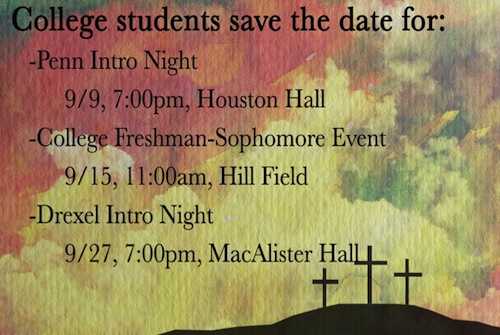 College students save the date for:
-Penn Intro Night
9/9, 7:00pm, Houston Hall
-College Freshman-Sophomore Event
9/15, 11:00am, Hill Field
-Drexel Intro Night
9/27, 7:00pm, MacAlister Hall